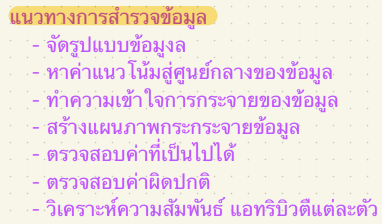 แนวทางการสำรวจข้อมูล
- จัดรูปแบบข้อมูงล
- หาค่าแนวโน้มสู่ศูนย์กลางของข้อมูล
- ทำความเข้าใจการกระจายของข้อมูล
- สร้างแผนภาพกระกระจายข้อมูล
- ตรวจสอบค่าที่เป็นไปได้
- ตรวจสอบค่าผิดปกติ
- วิเคราะห์ความสัมพันธ์ แอทริบิวตีแต่ละตัว